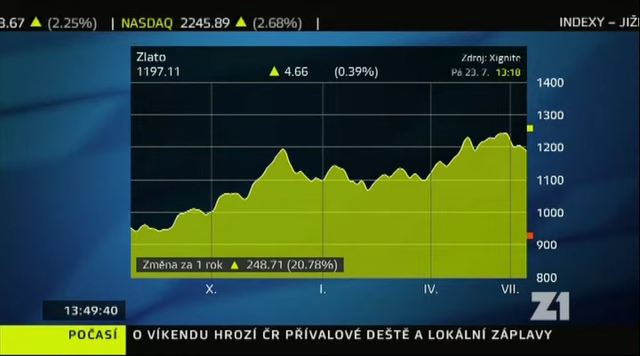 3.67 ▲ (2.25%) | NASDAQ 2245.89 ▲ (2.68%) | INDEXY – JIŽ
Zlato
Zdroj: Xignite
1197.11 ▲ 4.66 (0.39%)
Pá 23. 7. 13:18
1400
1300
1200
1100
1000
900
800
Změna za 1 rok ▲ 248.71 (20.78%)
X. I. IV. VII.
13:49:40
Z1
POČASÍ O VÍKENDU HROZÍ ČR PŘÍVALOVÉ DEŠTĚ A LOKÁLNÍ ZÁPLAVY